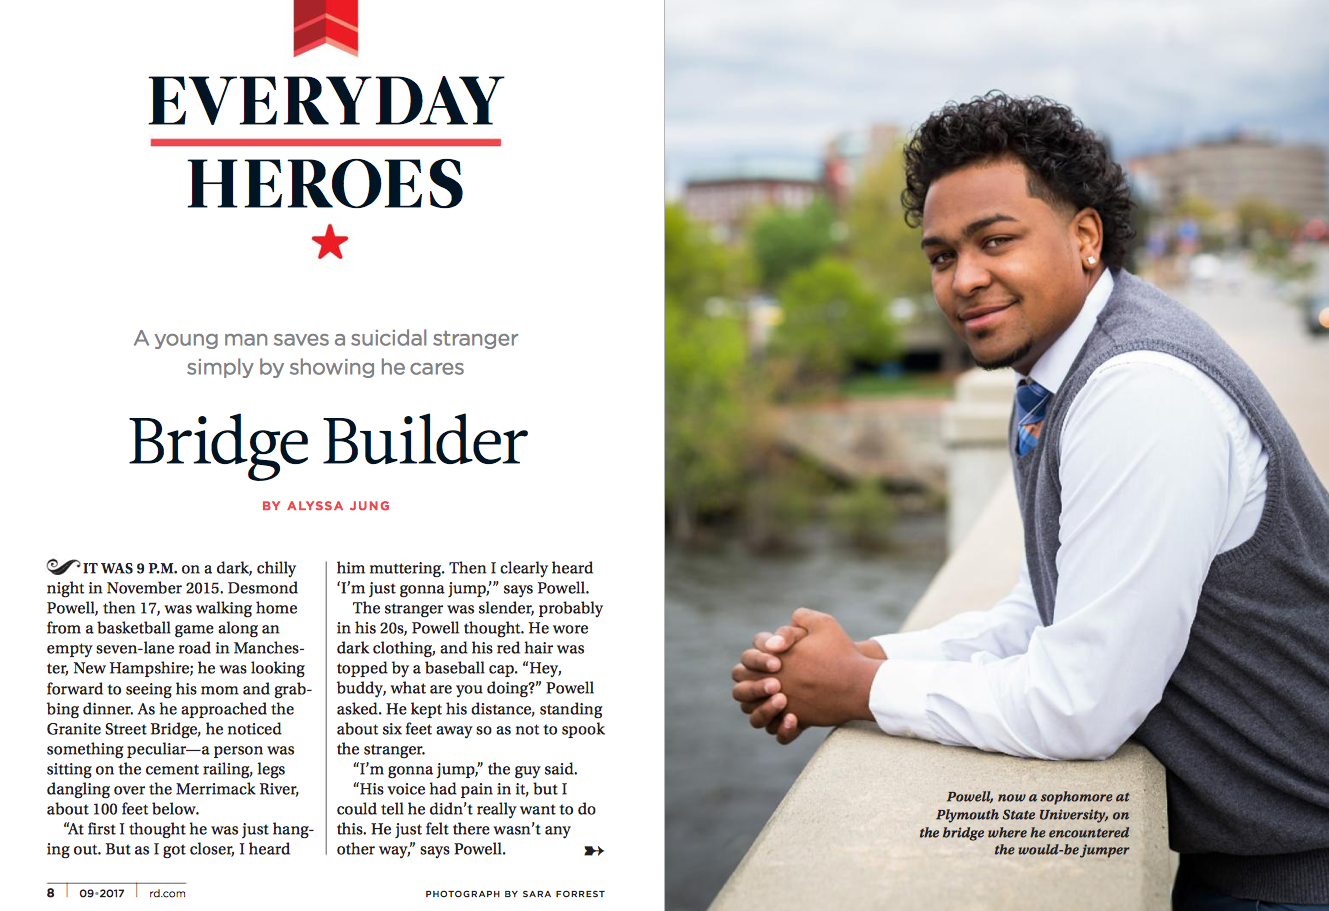 EVERYDAY
HEROES
A young man saves a suicidal stranger
simply by showing he cares
Bridge Builder
BY ALYSSA JUNG
IT WAS 9 P.M. on a dark, chilly
night in November 2015. Desmond
Powell, then 17, was walking home
from a basketball game along an
empty seven-lane road in Manches-
ter, New Hampshire; he was looking
forward to seeing his mom and grab-
bing dinner. As he approached the
Granite Street Bridge, he noticed
something peculiar—a person was
sitting on the cement railing, legs
dangling over the Merrimack River,
about 100 feet below.
“At first I thought he was just hang-
ing out. But as I got closer, I heard
him muttering. Then I clearly heard
‘I’m just gonna jump,’” says Powell.
The stranger was slender, probably
in his 20s, Powell thought. He wore
dark clothing, and his red hair was
topped by a baseball cap. “Hey,
buddy, what are you doing?” Powell
asked. He kept his distance, standing
about six feet away so as not to spook
the stranger.
“I’m gonna jump,” the guy said.
“His voice had pain in it, but I
could tell he didn’t really want to do
this. He just felt there wasn’t any
other way,” says Powell.
8 | 09•2017 | rd.com
PHOTOGRAPH BY SARA FORREST
Powell, now a sophomore at
Plymouth State University, on
the bridge where he encountered
the would-be jumper